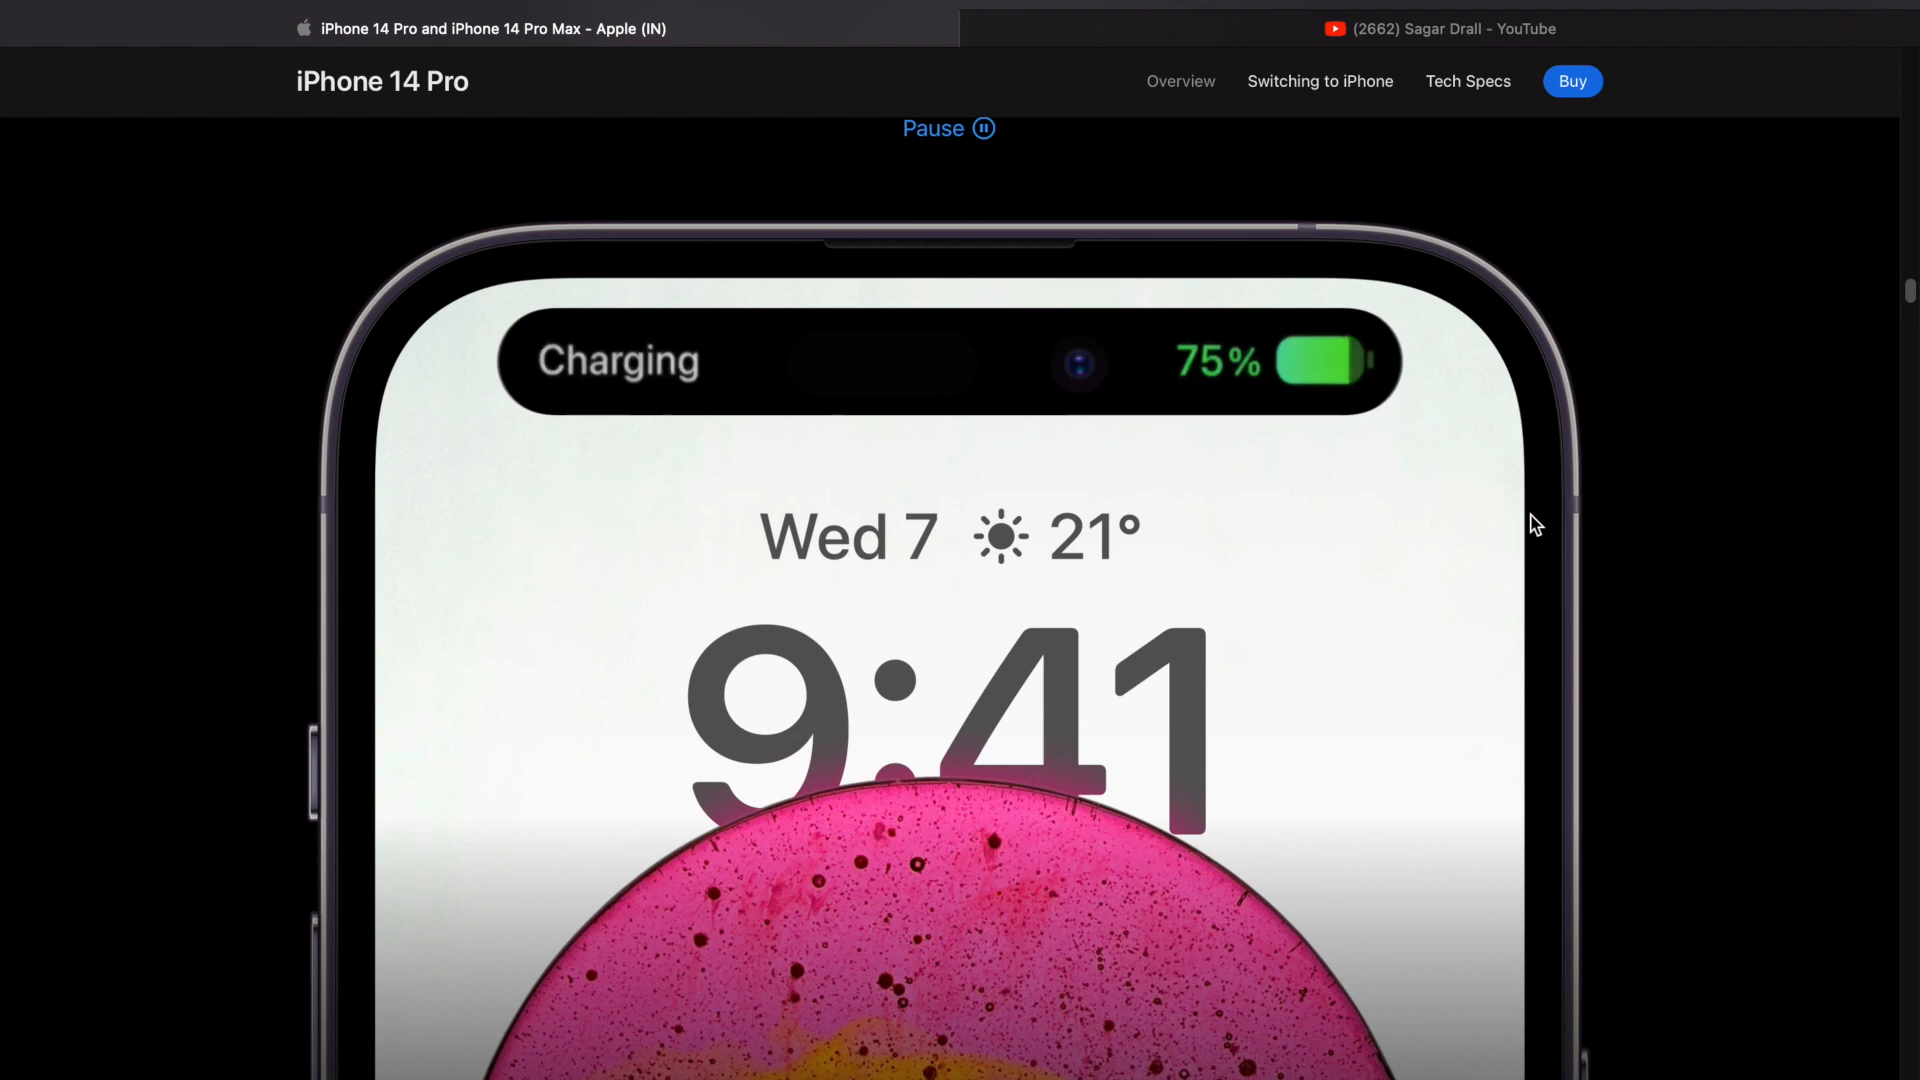 iPhone 14 Pro and iPhone 14 Pro Max - Apple (IN)
(2662) Sagar Drall - YouTube
iPhone 14 Pro
Overview
Switching to iPhone
Tech Specs
Buy
Pause
Charging
75%
Wed 7 21°
9:41